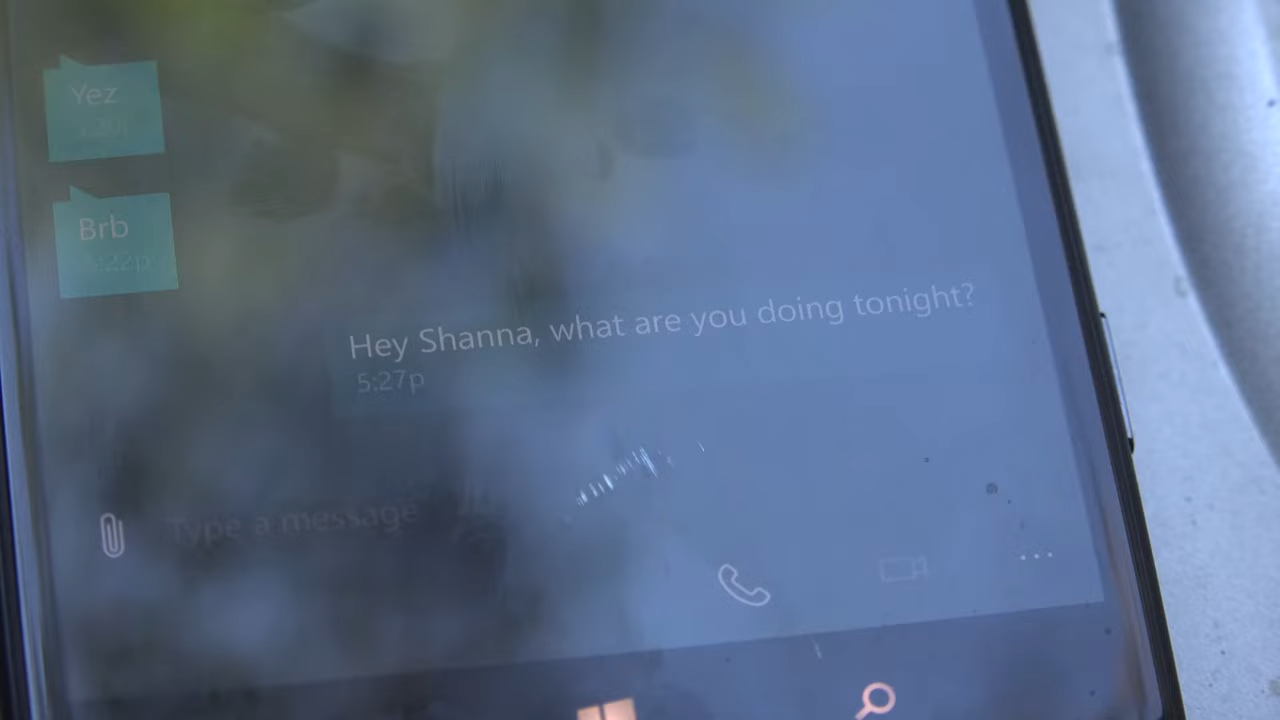 Yez
Brb
Hey Shanna, what are you doing tonight?
5:27p
Type a message